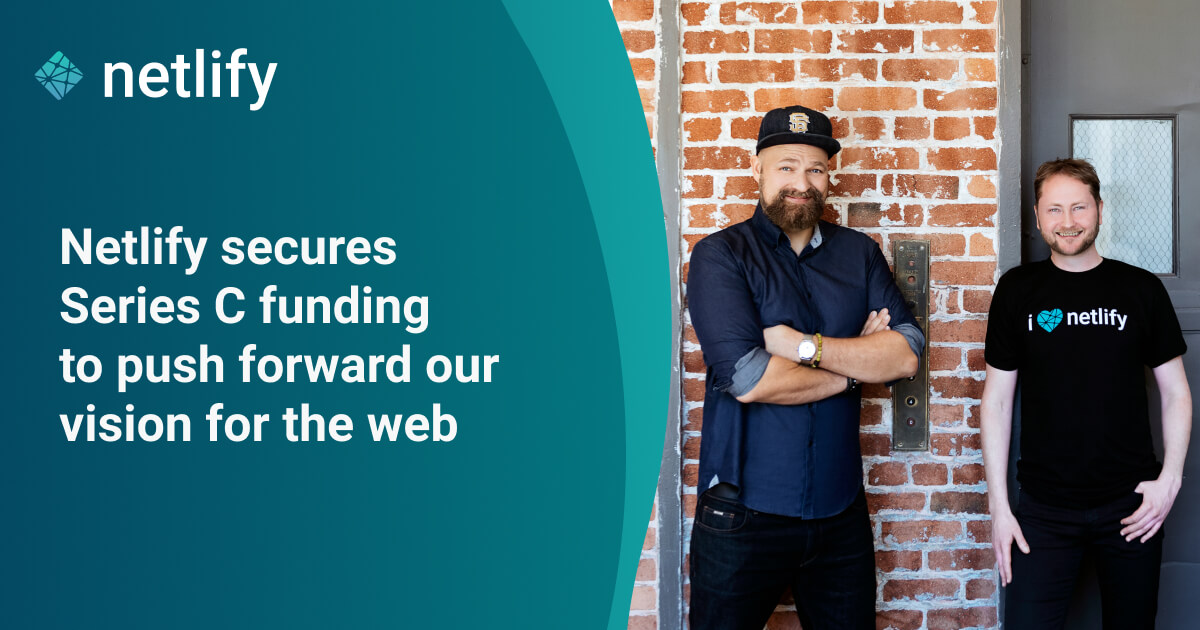 netlify
Netlify secures
Series C funding
to push forward our
vision for the web
SF
i netlify